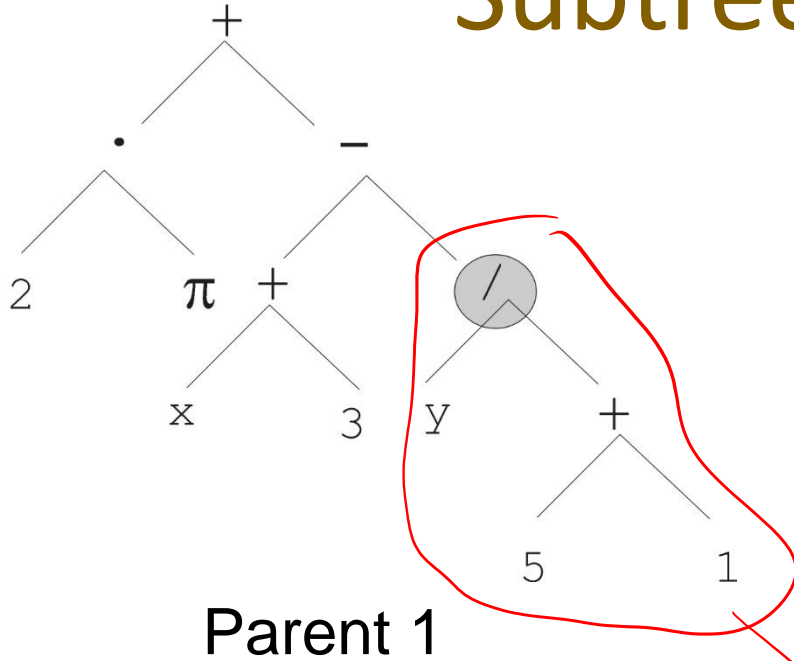 Subtree
+
· −
2 π + /
x 3 y +
5 1
Parent 1